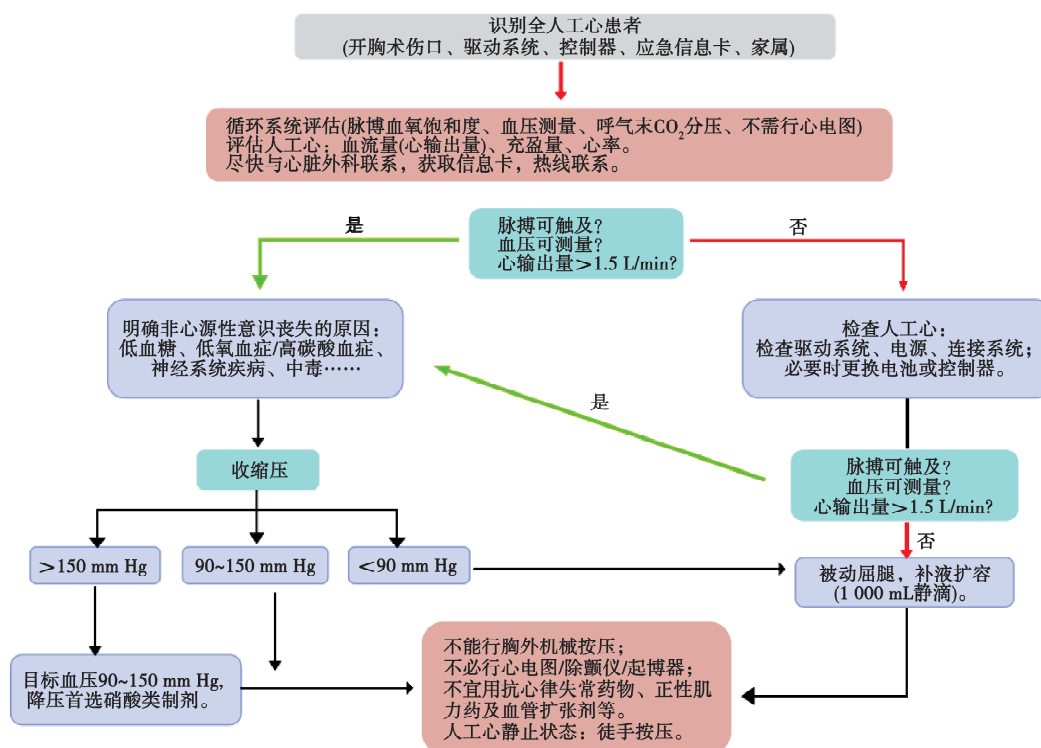 识别全人工心患者
(开胸术伤口、驱动系统、控制器、应急信息卡、家属)
循环系统评估(脉搏血氧饱和度、血压测量、呼气末CO₂分压、不需行心电图)
评估人工心：血流量(心输出量)、充盈量、心率。
尽快与心脏外科联系，获取信息卡，热线联系。
脉搏可触及?
血压可测量?
心输出量>1.5 L/min?
是
否
明确非心源性意识丧失的原因：
低血糖、低氧血症/高碳酸血症、
神经系统疾病、中毒……
检查人工心：
检查驱动系统、电源、连接系统；
必要时更换电池或控制器。
是
收缩压
脉搏可触及?
血压可测量?
心输出量>1.5 L/min?
否
>150 mm Hg
90~150 mm Hg
<90 mm Hg
被动屈腿，补液扩容
(1 000 mL静滴)。
目标血压90~150 mm Hg,
降压首选硝酸类制剂。
不能行胸外机械按压；
不必行心电图/除颤仪/起搏器；
不宜用抗心律失常药物、正性肌
力药及血管扩张剂等。
人工心静止状态：徒手按压。